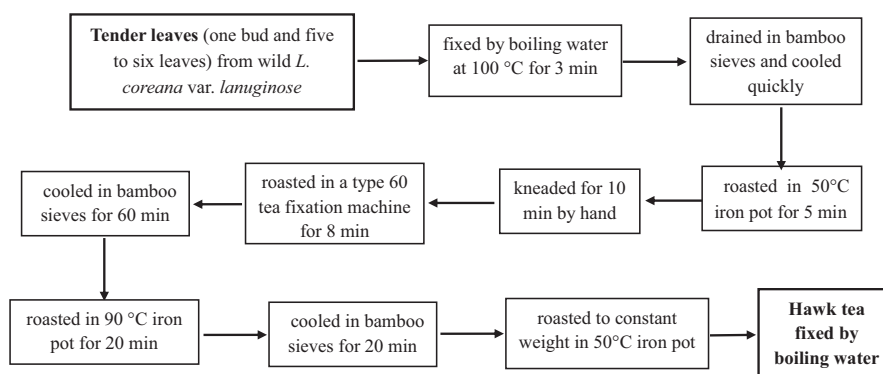 Tender leaves (one bud and five
to six leaves) from wild L.
coreana var. lanuginose
fixed by boiling water
at 100 °C for 3 min
drained in bamboo
sieves and cooled
quickly
roasted in 50°C
iron pot for 5 min
kneaded for 10
min by hand
roasted in a type 60
tea fixation machine
for 8 min
cooled in bamboo
sieves for 60 min
roasted in 90 °C iron
pot for 20 min
cooled in bamboo
sieves for 20 min
roasted to constant
weight in 50°C iron pot
Hawk tea
fixed by
boiling water